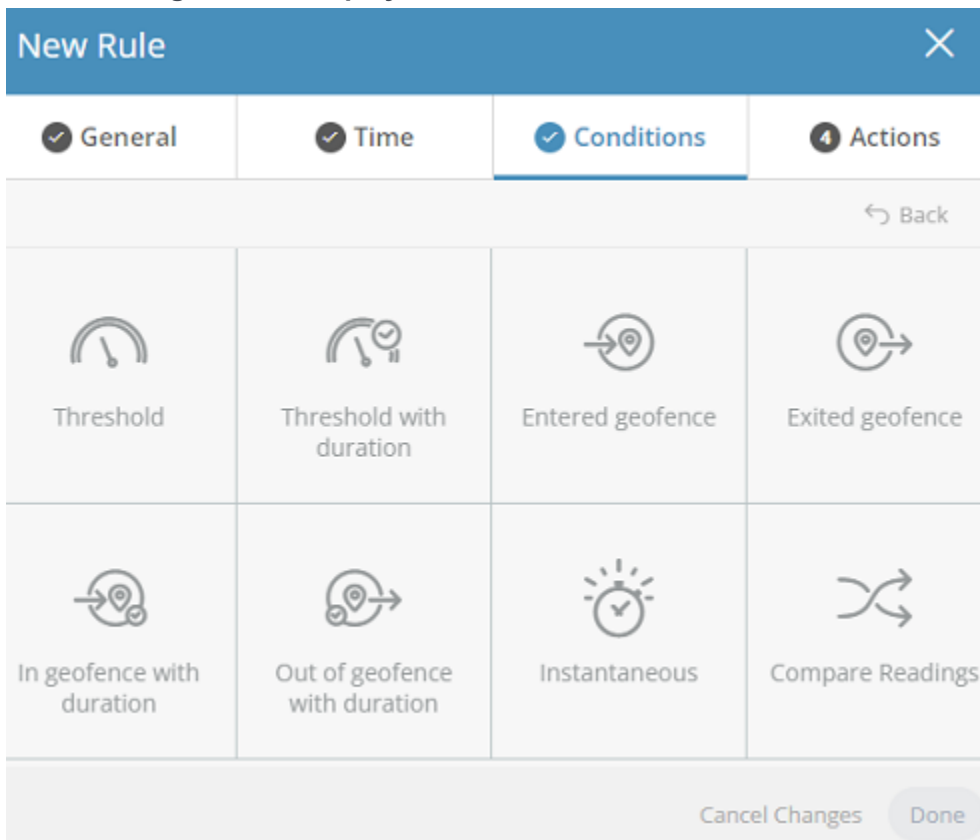 New Rule
General
Time
Conditions
4 Actions
Back
Threshold
Threshold with
duration
Entered geofence
Exited geofence
In geofence with
duration
Out of geofence
with duration
Instantaneous
Compare Readings
Cancel Changes
Done